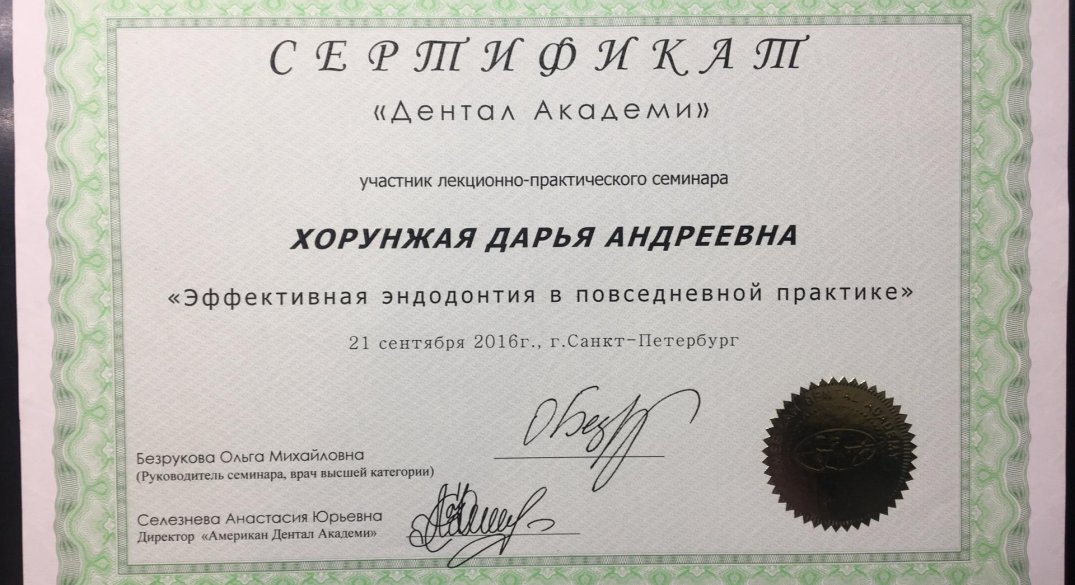 СЕРТИФИКАТ
«Дентал Академи»
участник лекционно-практического семинара
ХОРУНЖАЯ ДАРЬЯ АНДРЕЕВНА
«Эффективная эндодонтия в повседневной практике»
21 сентября 2016г., г.Санкт-Петербург
Безрукова Ольга Михайловна
(Руководитель семинара, врач высшей категории)
Селезнева Анастасия Юрьевна
Директор «Американ Дентал Академи»